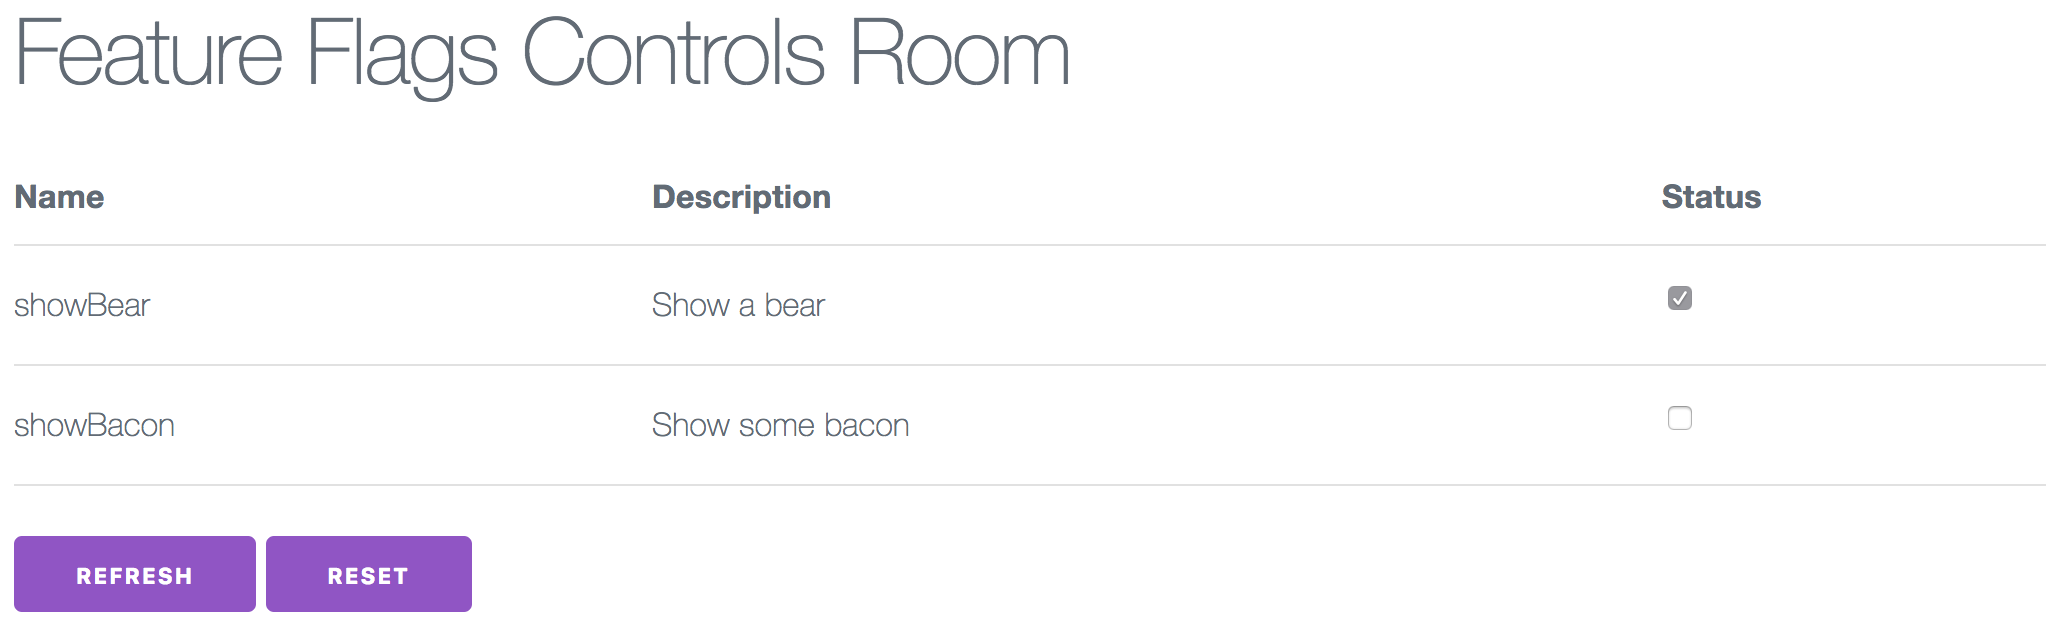 Feature Flags Controls Room
Name Description Status
showBear Show a bear
showBacon Show some bacon
REFRESH RESET